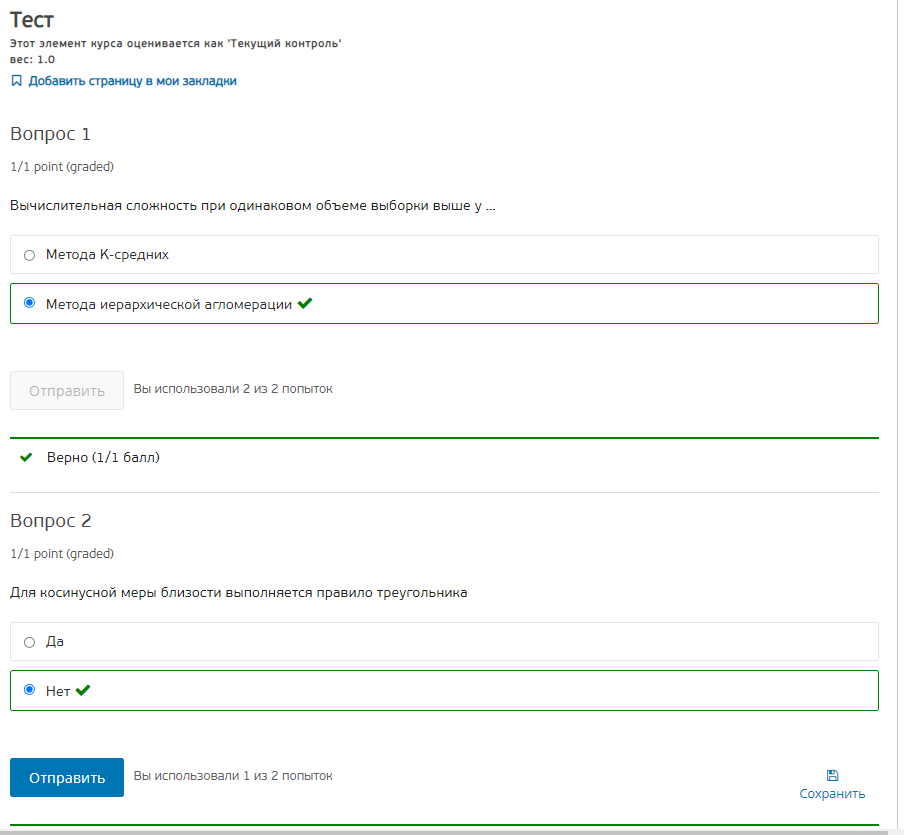 Тест
Этот элемент курса оценивается как 'Текущий контроль'
вес: 1.0
Добавить страницу в мои закладки
Вопрос 1
1/1 point (graded)
Вычислительная сложность при одинаковом объеме выборки выше у ...
Метода К-средних
Метода иерархической агломерации
Отправить
Вы использовали 2 из 2 попыток
Верно (1/1 балл)
Вопрос 2
1/1 point (graded)
Для косинусной меры близости выполняется правило треугольника
Да
Нет
Отправить
Вы использовали 1 из 2 попыток
Сохранить